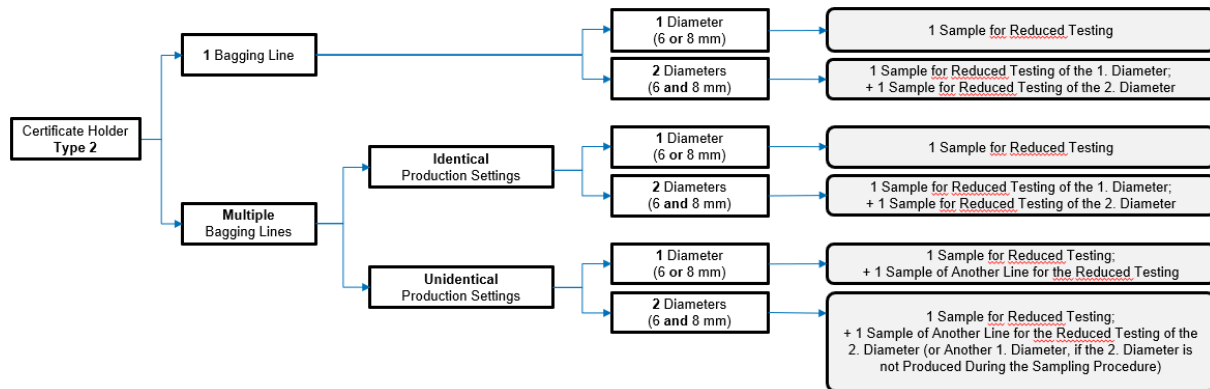 1 Diameter
(6 or 8 mm)
1 Sample for Reduced Testing
1 Bagging Line
2 Diameters
(6 and 8 mm)
1 Sample for Reduced Testing of the 1. Diameter;
+ 1 Sample for Reduced Testing of the 2. Diameter
Certificate Holder
Type 2
1 Diameter
(6 or 8 mm)
1 Sample for Reduced Testing
Identical
Production Settings
2 Diameters
(6 and 8 mm)
1 Sample for Reduced Testing of the 1. Diameter;
+ 1 Sample for Reduced Testing of the 2. Diameter
Multiple
Bagging Lines
1 Diameter
(6 or 8 mm)
1 Sample for Reduced Testing;
+ 1 Sample of Another Line for the Reduced Testing
Unidentical
Production Settings
2 Diameters
(6 and 8 mm)
1 Sample for Reduced Testing;
+ 1 Sample of Another Line for the Reduced Testing of the
2. Diameter (or Another 1. Diameter, if the 2. Diameter is
not Produced During the Sampling Procedure)